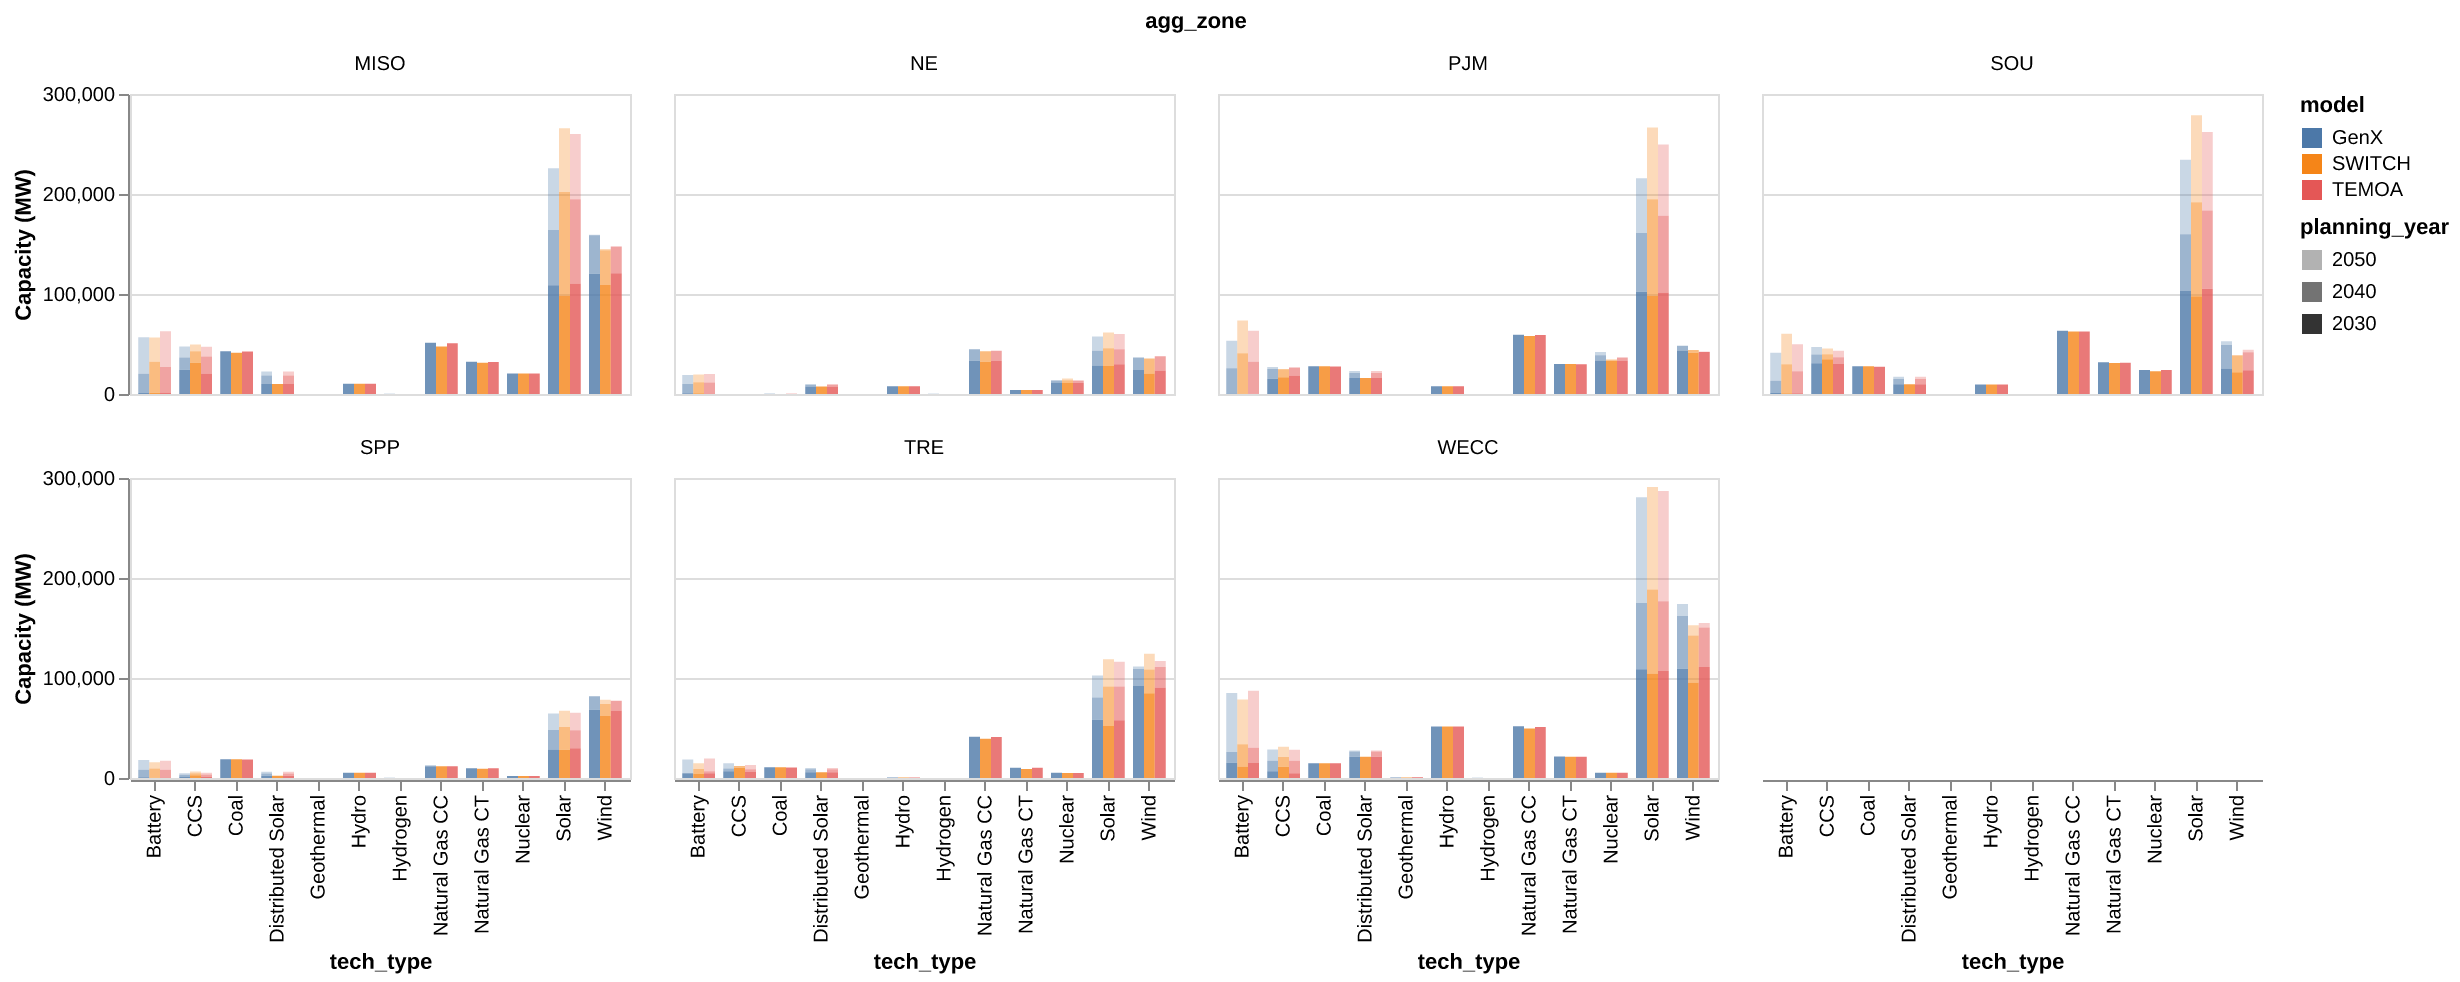 agg_zone
MISO
NE
PJM
SOU
300,000
200,000
100,000
0
Capacity (MW)
model
GenX
SWITCH
TEMOA
planning_year
2050
2040
2030
SPP
TRE
WECC
300,000
200,000
100,000
0
Capacity (MW)
Battery
CCS
Coal
Distributed Solar
Geothermal
Hydro
Hydrogen
Natural Gas CC
Natural Gas CT
Nuclear
Solar
Wind
Battery
CCS
Coal
Distributed Solar
Geothermal
Hydro
Hydrogen
Natural Gas CC
Natural Gas CT
Nuclear
Solar
Wind
Battery
CCS
Coal
Distributed Solar
Geothermal
Hydro
Hydrogen
Natural Gas CC
Natural Gas CT
Nuclear
Solar
Wind
Battery
CCS
Coal
Distributed Solar
Geothermal
Hydro
Hydrogen
Natural Gas CC
Natural Gas CT
Nuclear
Solar
Wind
tech_type
tech_type
tech_type
tech_type